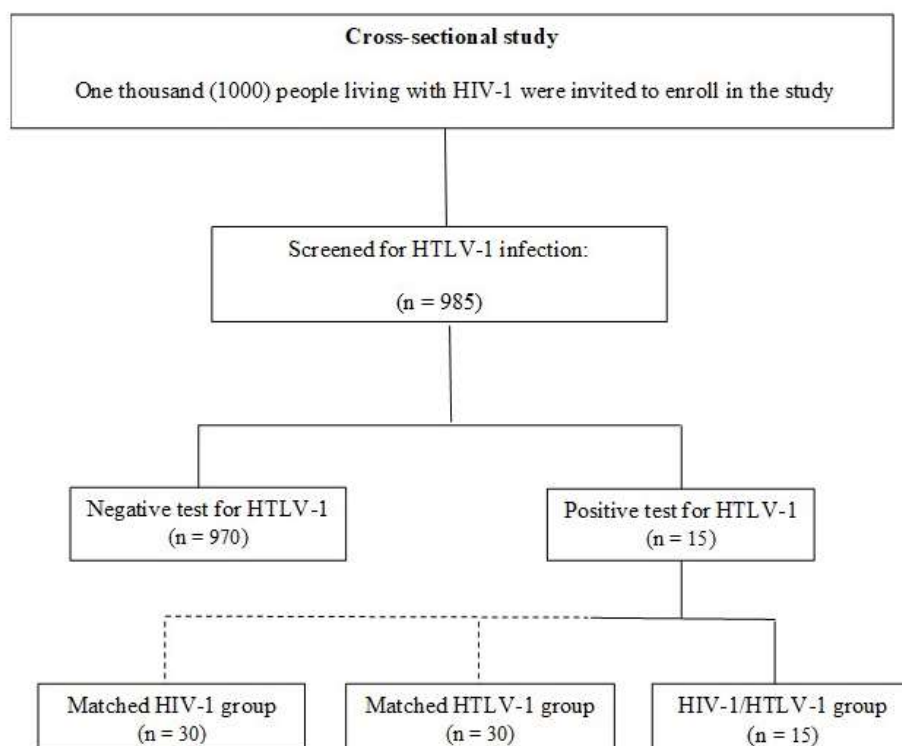 Cross-sectional study
One thousand (1000) people living with HIV-1 were invited to enroll in the study
Screened for HTLV-1 infection:
(n = 985)
Negative test for HTLV-1
(n = 970)
Positive test for HTLV-1
(n = 15)
Matched HIV-1 group
(n = 30)
Matched HTLV-1 group
(n = 30)
HIV-1/HTLV-1 group
(n = 15)